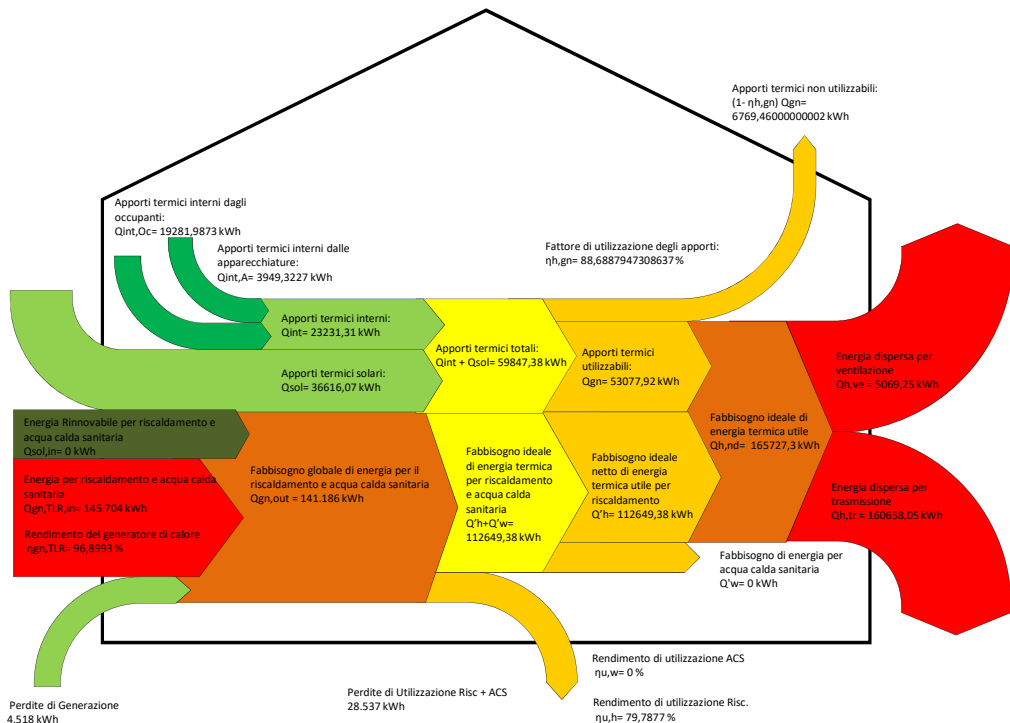 Apporti termici non utilizzabili:
(1- ηh,gn) Qgn=
6769,46000000002 kWh
Apporti termici interni dagli
occupanti:
Qint,Oc= 19281,9873 kWh
Apporti termici interni dalle
apparecchiature:
Qint,A= 3949,3227 kWh
Fattore di utilizzazione degli apporti:
ηh,gn= 88,6887947308637 %
Apporti termici interni:
Qint= 23231,31 kWh
Apporti termici solari:
Qsol= 36616,07 kWh
Apporti termici totali:
Qint + Qsol= 59847,38 kWh
Apporti termici
utilizzabili:
Qgn= 53077,92 kWh
Energia dispersa per
ventilazione
Qh,ve= 5069,25 kWh
Energia Rinnovabile per riscaldamento e
acqua calda sanitaria
Qsol,in= 0 kWh
Energia per riscaldamento e acqua calda
sanitaria
Qgn,TLR,in= 145.704 kWh
Rendimento del generatore di calore
ηgn,TLR= 96,8993 %
Fabbisogno globale di energia per il
riscaldamento e acqua calda sanitaria
Qgn,out = 141.186 kWh
Fabbisogno ideale
di energia termica
per riscaldamento
e acqua calda
sanitaria
Q'h+Q'w=
112649,38 kWh
Fabbisogno ideale
netto di energia
termica utile per
riscaldamento
Q'h= 112649,38 kWh
Fabbisogno ideale di
energia termica utile
Qh,nd= 165727,3 kWh
Energia dispersa per
trasmissione
Qh,tr= 160658,05 kWh
Fabbisogno di energia per
acqua calda sanitaria
Q'w= 0 kWh
Perdite di Generazione
4.518 kWh
Perdite di Utilizzazione Risc + ACS
28.537 kWh
Rendimento di utilizzazione ACS
ηu,w= 0 %
Rendimento di utilizzazione Risc.
ηu,h= 79,7877 %